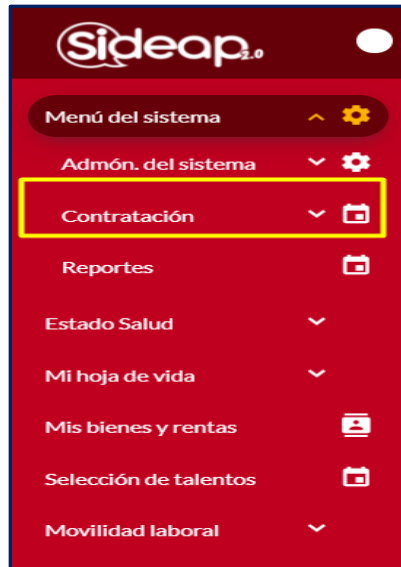 Sideap 2.0
Menú del sistema
Admón. del sistema
Contratación
Reportes
Estado Salud
Mi hoja de vida
Mis bienes y rentas
Selección de talentos
Movilidad laboral